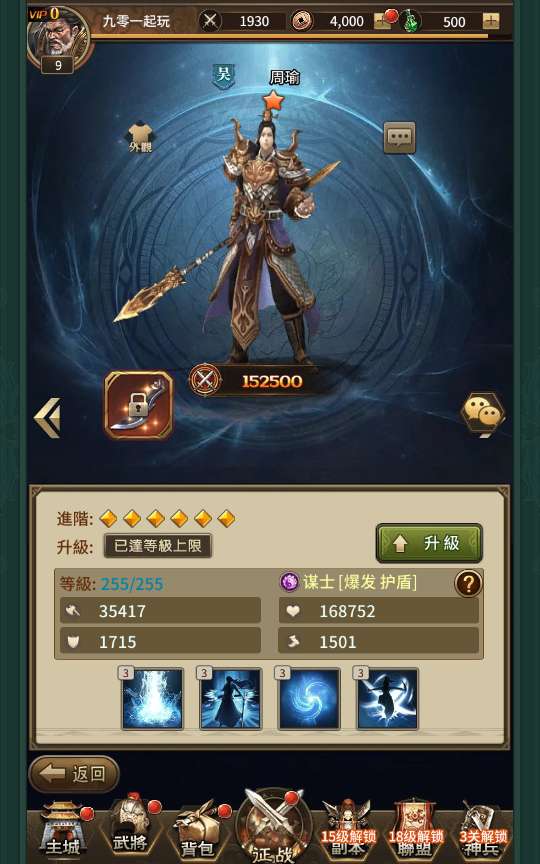 VIP 0
九零一起玩
1930
4,000
500
9
吴
周瑜
外觀
152500
進階:
升級:
已達等級上限
升級
等級: 255/255
谋士 [爆发 护盾]
?
35417
168752
1715
1501
3
3
3
3
返回
主城
武將
背包
征战
15级解锁
副本
18级解锁
聯盟
3关解锁
神兵